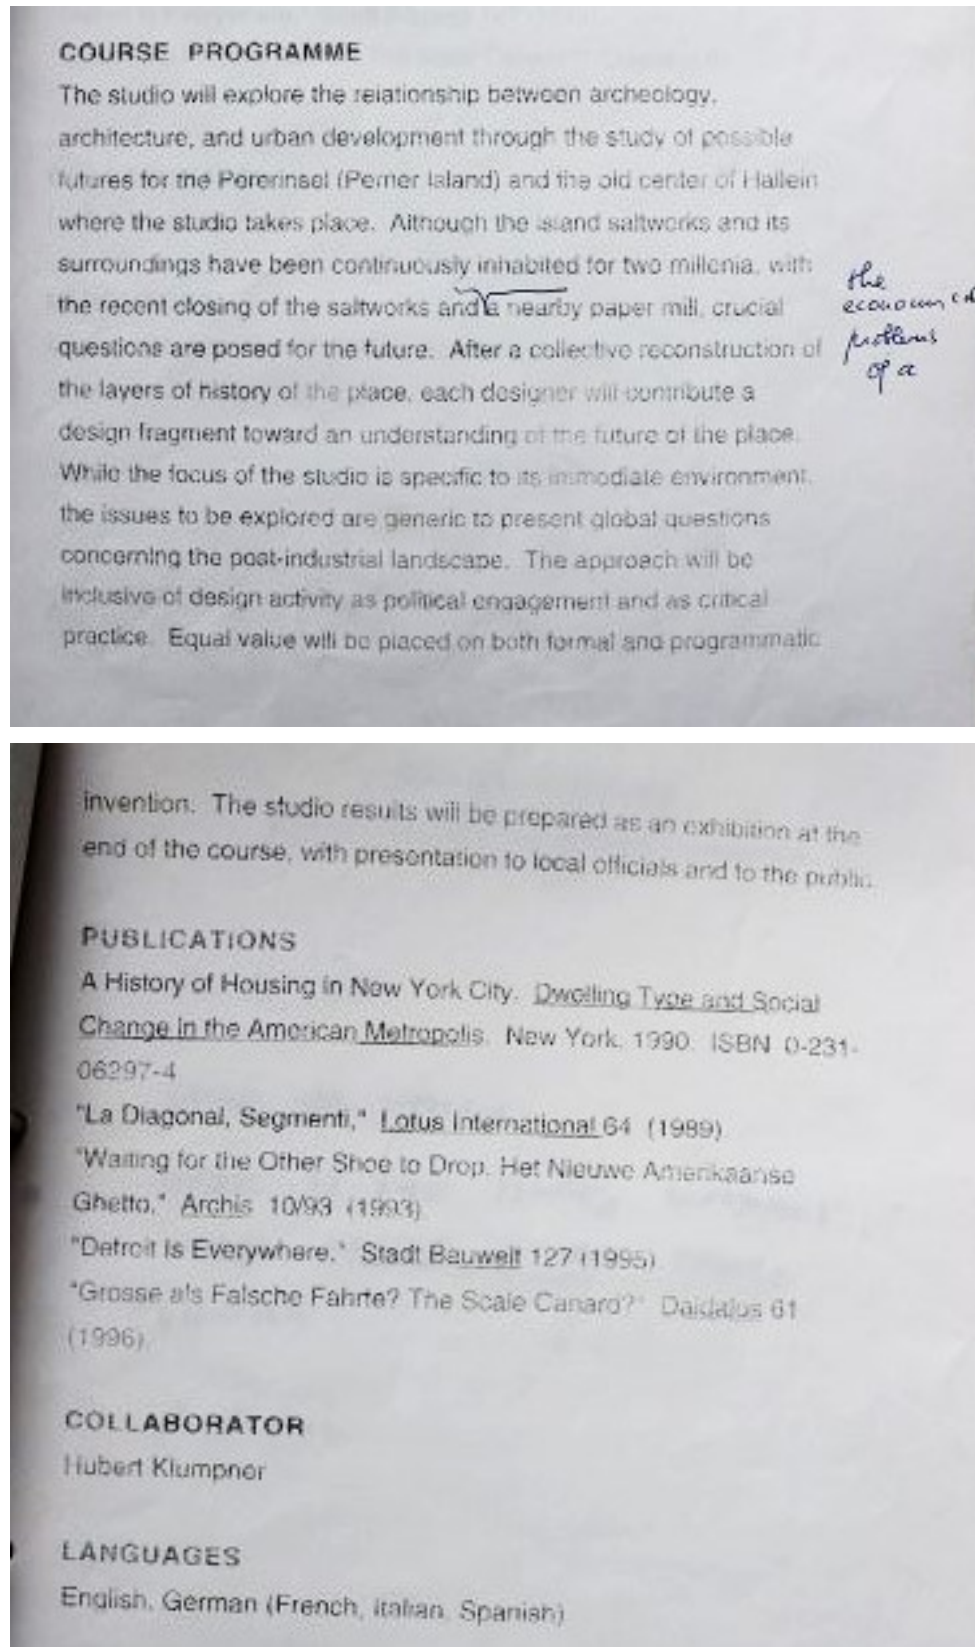 COURSE PROGRAMME
The studio will explore the relationship between archeology,
architecture, and urban development through the study of possible
futures for the Pererinsel (Perner Island) and the old center of Hallein
where the studio takes place. Although the island saltworks and its
surroundings have been continuously inhabited for two millenia, with
the recent closing of the saltworks and a nearby paper mill, crucial
the
economical
problems
of a
questions are posed for the future. After a collective reconstruction of
the layers of history of the place, each designer will contribute a
design fragment toward an understanding of the future of the place.
While the focus of the studio is specific to its immediate environment,
the issues to be explored are generic to present global questions
concerning the post-industrial landscape. The approach will be
inclusive of design activity as political engagement and as critical
practice. Equal value will be placed on both formal and programmatic
invention. The studio results will be prepared as an exhibition at the
end of the course, with presentation to local officials and to the public.
PUBLICATIONS
A History of Housing in New York City. Dwelling Type and Social
Change in the American Metropolis. New York, 1990. ISBN 0-231-
06297-4
"La Diagonal, Segmenti," Lotus International 64 (1989)
"Waiting for the Other Shoe to Drop. Het Nieuwe Amerikaanse
Ghetto," Archis 10/93 (1993)
"Detroit is Everywhere." Stadt Bauwelt 127 (1995)
"Grosse als Falsche Fahrte? The Scale Canard?" Daidalos 61
(1996)
COLLABORATOR
Hubert Klumpner
LANGUAGES
English, German (French, Italian, Spanish)